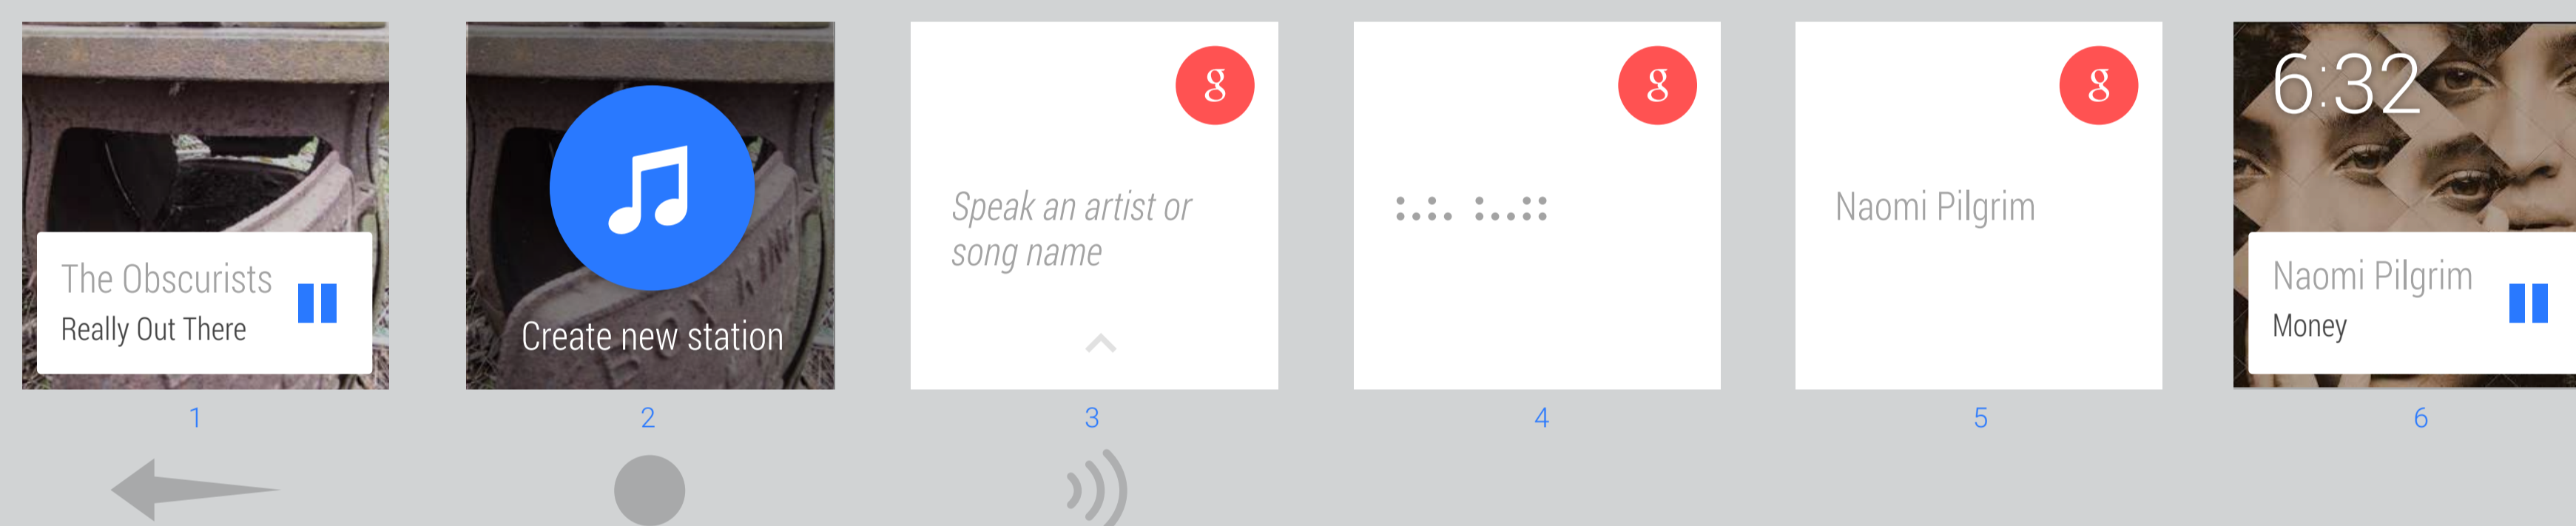 The Obscurists
Really Out There
1
Create new station
2
g
Speak an artist or
song name
3
g
4
g
Naomi Pilgrim
5
6:32
Naomi Pilgrim
Money
6